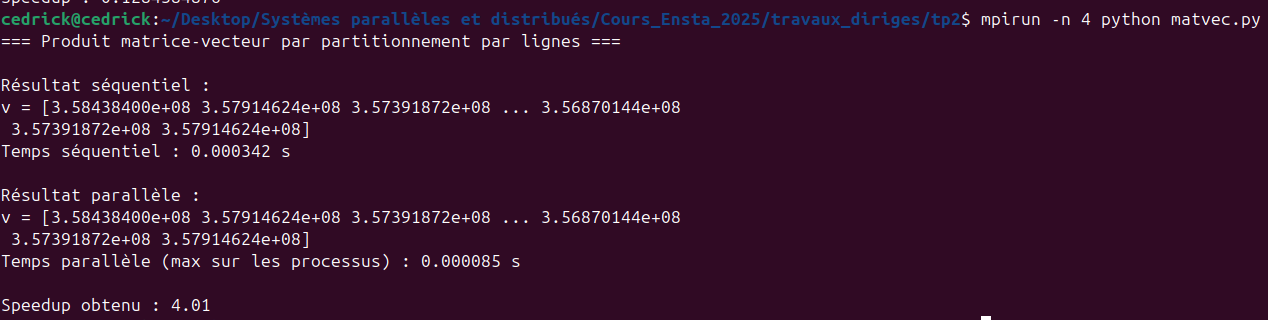 Speedup : 0.1284384870
cedrick@cedrick:~/Desktop/Systèmes parallèles et distribués/Cours_Ensta_2025/travaux_diriges/tp2$ mpirun -n 4 python matvec.py
=== Produit matrice-vecteur par partitionnement par lignes ===
Résultat séquentiel :
v = [3.58438400e+08 3.57914624e+08 3.57391872e+08 ... 3.56870144e+08
3.57391872e+08 3.57914624e+08]
Temps séquentiel : 0.000342 s
Résultat parallèle :
v = [3.58438400e+08 3.57914624e+08 3.57391872e+08 ... 3.56870144e+08
3.57391872e+08 3.57914624e+08]
Temps parallèle (max sur les processus) : 0.000085 s
Speedup obtenu : 4.01